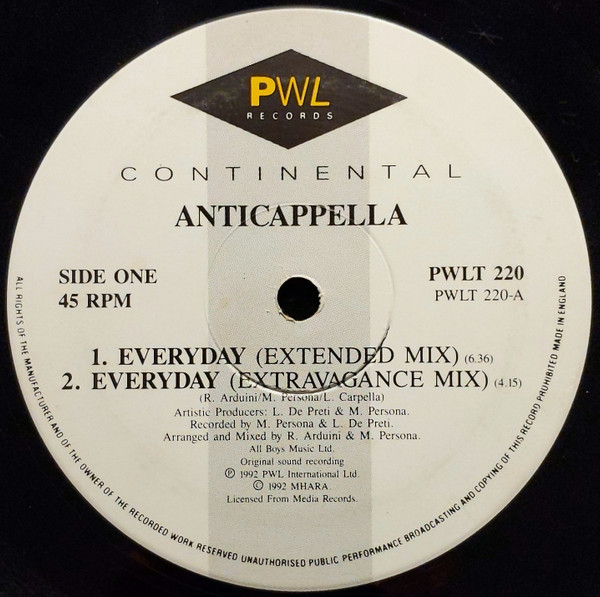 PWL
RECORDS
CONTINENTAL
ANTICAPPELLA
SIDE ONE
45 RPM
PWLT 220
PWLT 220-A
1. EVERYDAY (EXTENDED MIX) (6.36)
2. EVERYDAY (EXTRAVAGANCE MIX) (4.15)
(R. Arduini/M. Persona/L. Carpella)
Artistic Producers: L. De Preti & M. Persona.
Recorded by M. Persona & L. De Preti.
Arranged and Mixed by R. Arduini & M. Persona.
All Boys Music Ltd.
Original sound recording
℗ 1992 PWL International Ltd.
© 1992 MHARA.
Licensed From Media Records.
ALL RIGHTS OF THE MANUFACTURER AND OF THE OWNER OF THE RECORDED WORK RESERVED UNAUTHORISED PUBLIC PERFORMANCE BROADCASTING AND COPYING OF THIS RECORD PROHIBITED MADE IN ENGLAND